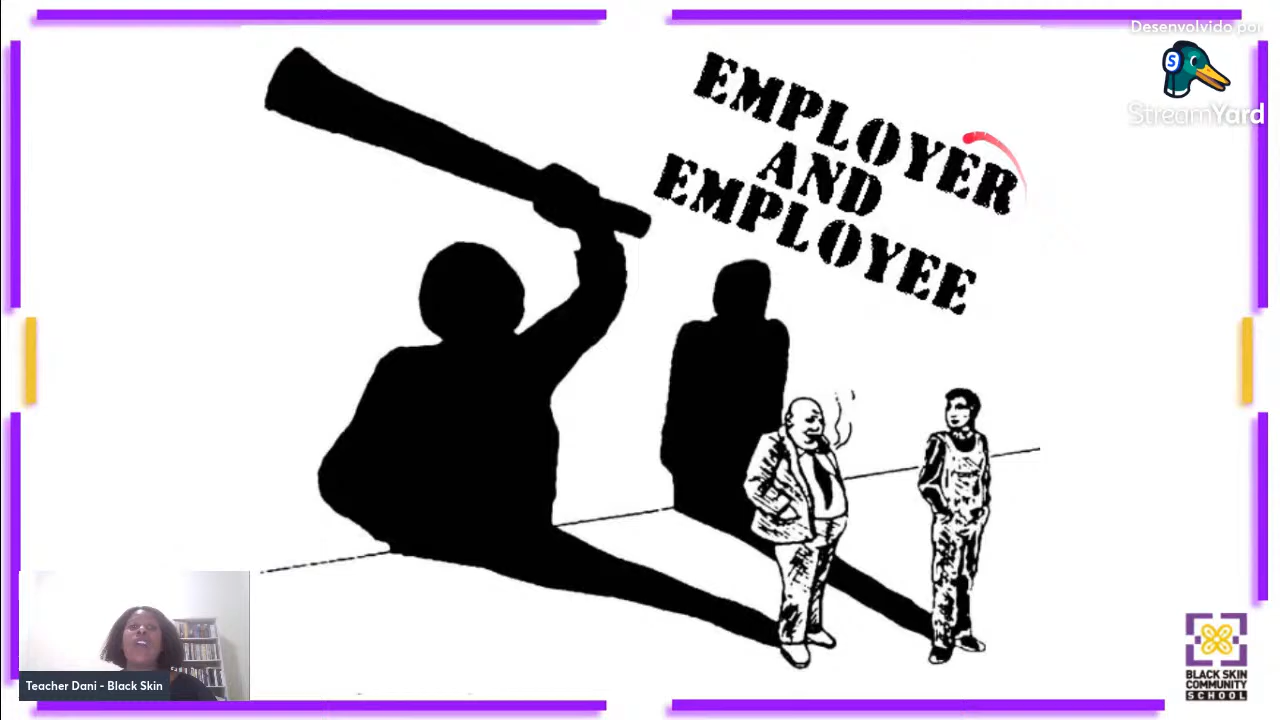 Desenvolvido por
S
StreamYard
EMPLOYER
AND
EMPLOYEE
Teacher Dani - Black Skin
BLACK SKIN
COMMUNITY
SCHOOL